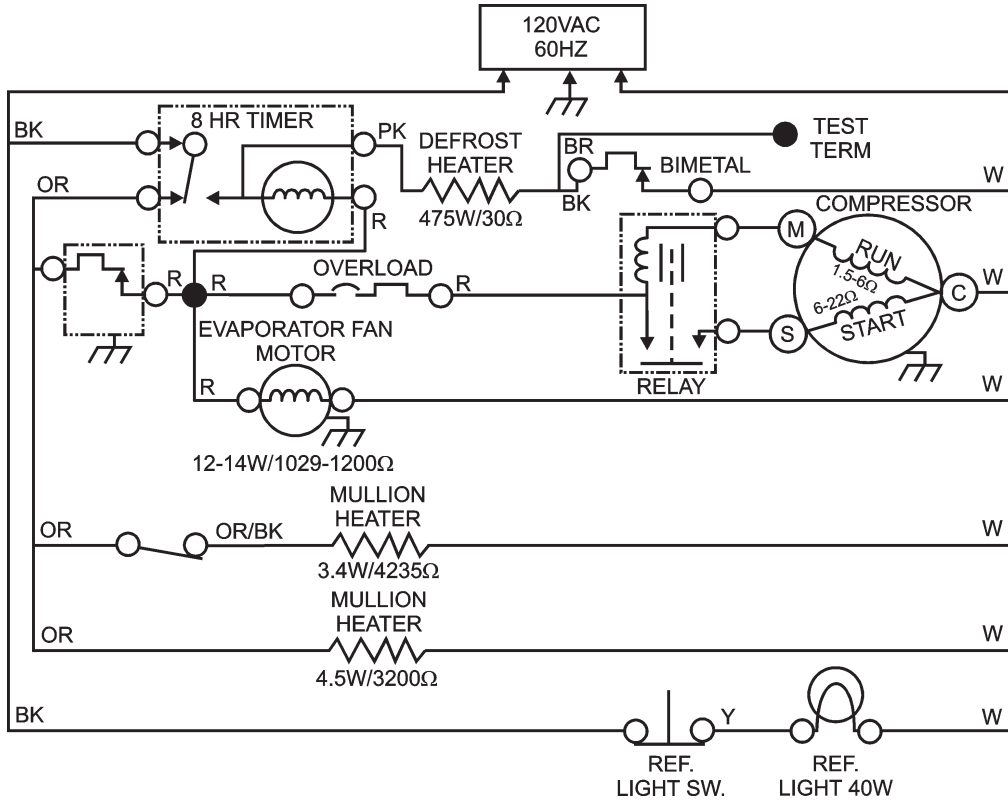 120VAC
60HZ
8 HR TIMER
BK
PK
DEFROST
HEATER
475W/30Ω
BR
BK
TEST
TERM
BIMETAL
W
OR
R
COMPRESSOR
M
RUN
1.5-6Ω
6-22Ω
START
S
C
W
R
R
OVERLOAD
R
RELAY
EVAPORATOR FAN
MOTOR
R
W
12-14W/1029-1200Ω
MULLION
HEATER
OR
OR/BK
W
3.4W/4235Ω
MULLION
HEATER
OR
W
4.5W/3200Ω
BK
Y
W
REF.
LIGHT SW.
REF.
LIGHT 40W